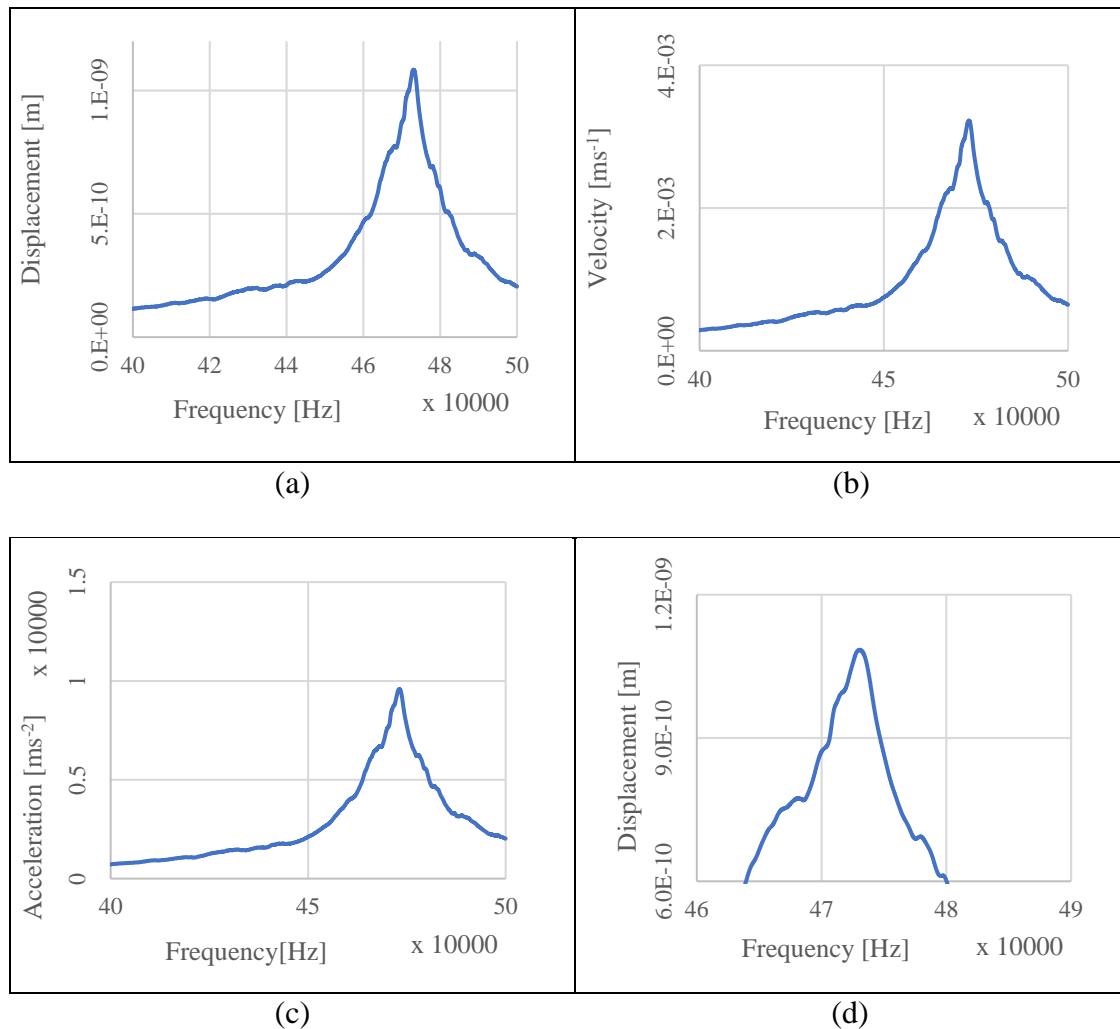 Displacement [m]
1.E-09
5.E-10
0.E+00
40 42 44 46 48 50
Frequency [Hz] x 10000
(a)
Velocity [ms-1]
4.E-03
2.E-03
0.E+00
40 45 50
Frequency [Hz] x 10000
(b)
Acceleration [ms-2]
x 10000
1.5
1
0.5
0
40 45 50
Frequency[Hz] x 10000
(c)
Displacement [m]
1.2E-09
9.0E-10
6.0E-10
46 47 48 49
Frequency [Hz] x 10000
(d)